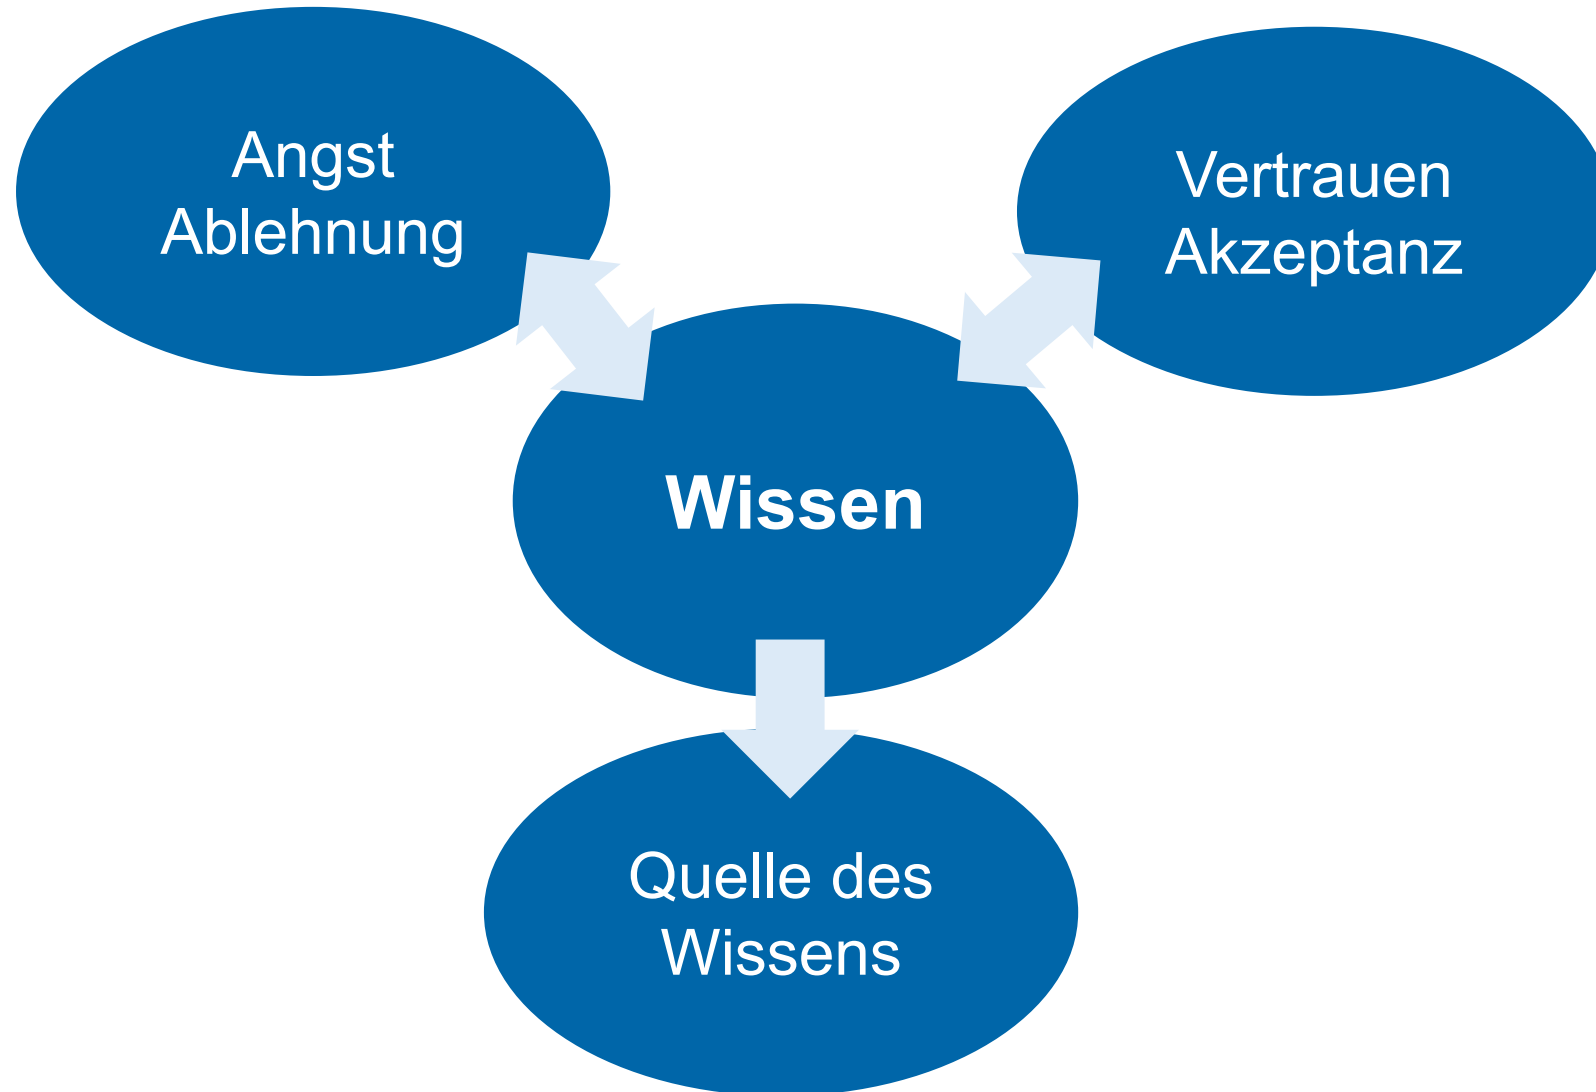 Angst
Ablehnung
Vertrauen
Akzeptanz
Wissen
Quelle des
Wissens